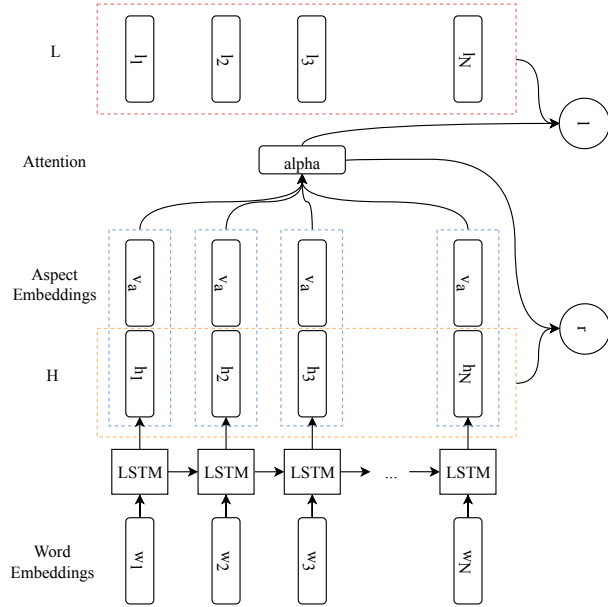 L
l1 l2 l3 lN
l
Attention
alpha
Aspect
Embeddings
va va va va
r
H
h1 h2 h3 hN
LSTM LSTM LSTM ... LSTM
Word
Embeddings
w1 w2 w3 wN